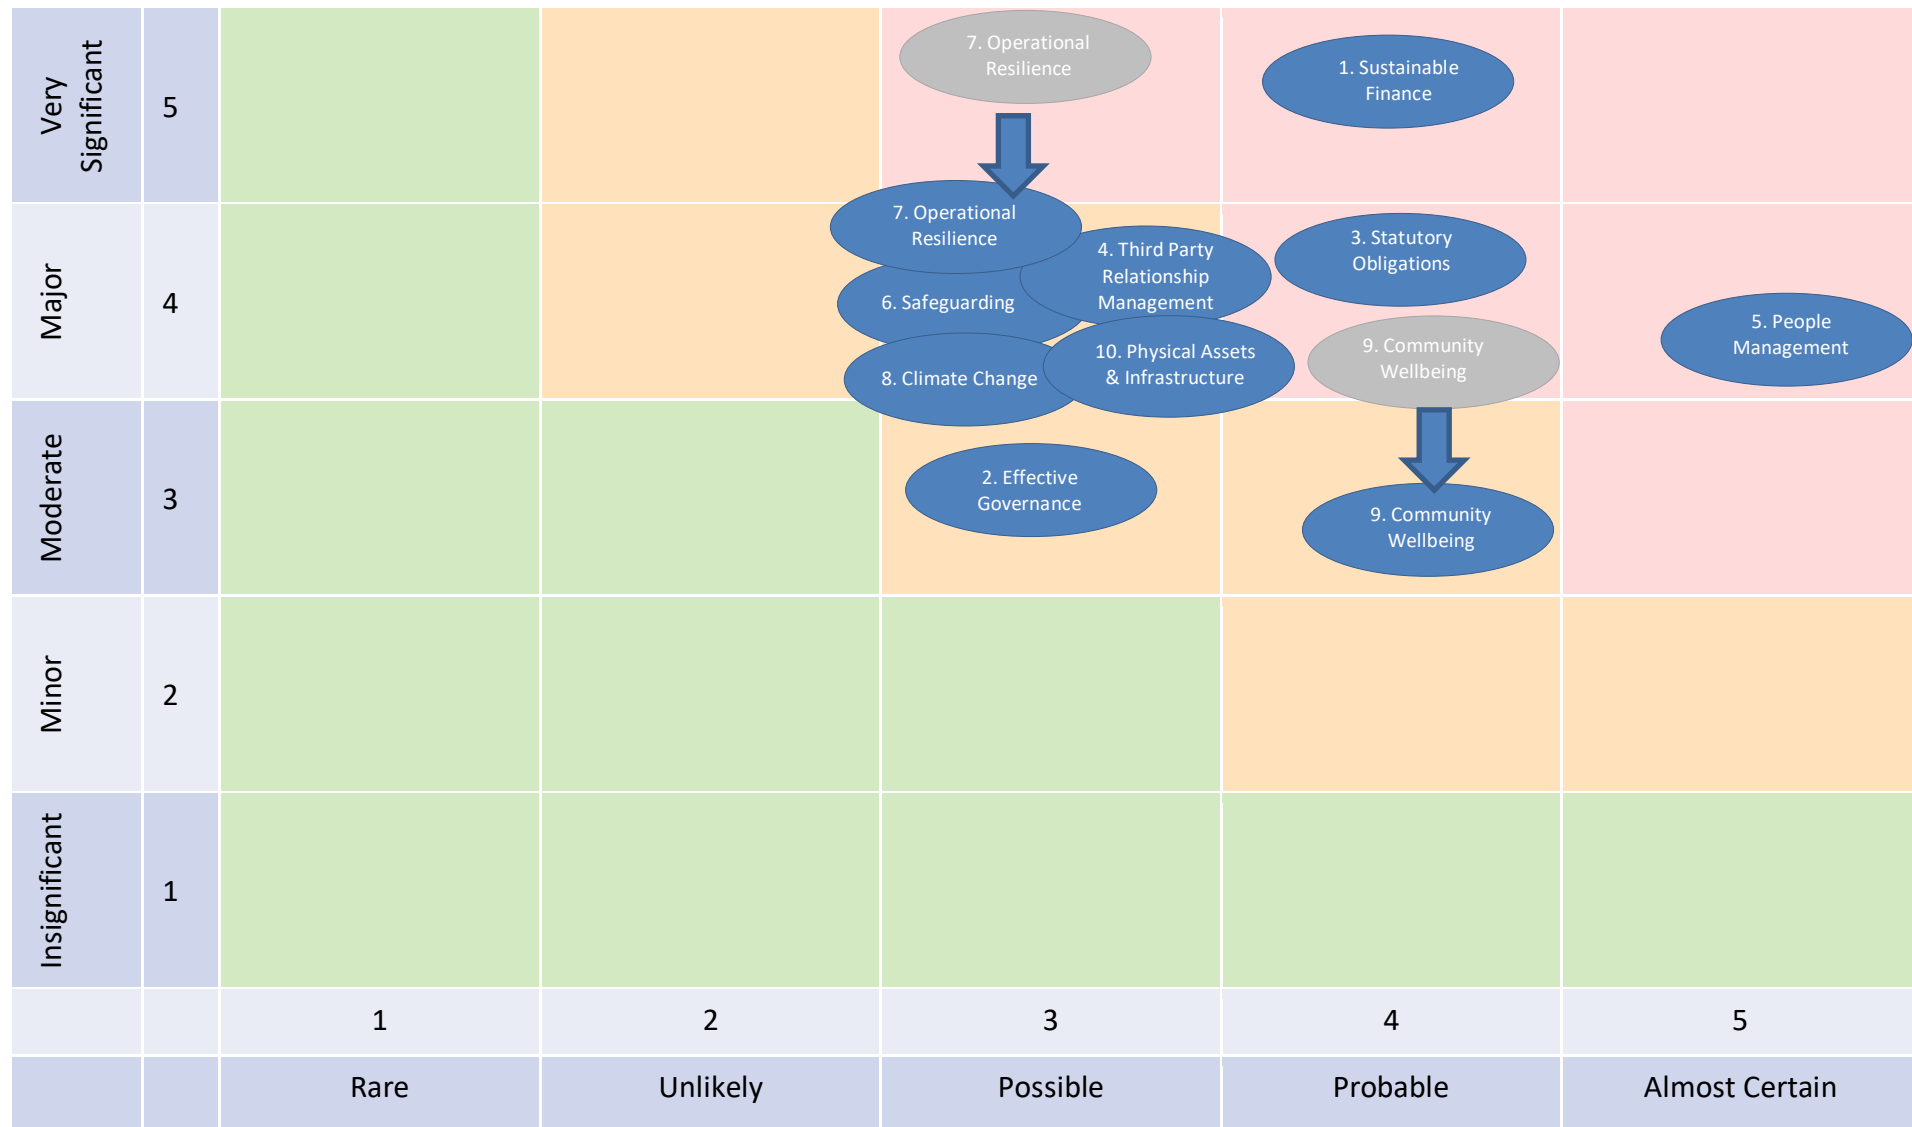 Very
Significant
5
7. Operational
Resilience
1. Sustainable
Finance
Major
4
7. Operational
Resilience
4. Third Party
Relationship
Management
3. Statutory
Obligations
6. Safeguarding
5. People
Management
8. Climate Change
10. Physical Assets
& Infrastructure
9. Community
Wellbeing
Moderate
3
2. Effective
Governance
9. Community
Wellbeing
Minor
2
Insignificant
1
1
2
3
4
5
Rare
Unlikely
Possible
Probable
Almost Certain